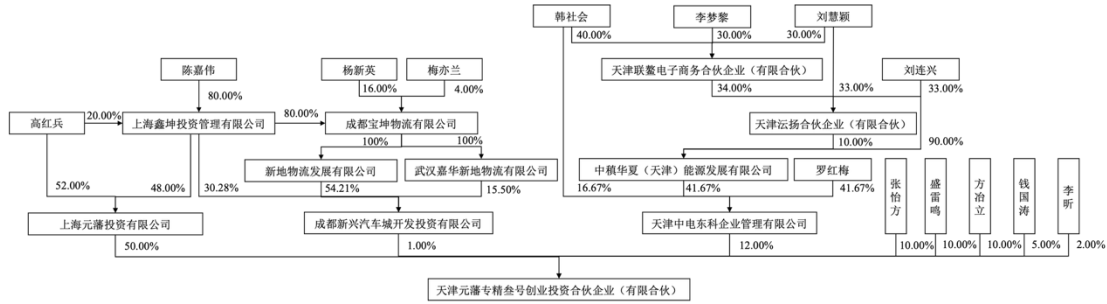 韩社会
李梦黎
刘慧颖
40.00%
30.00%
30.00%
陈嘉伟
杨新英
梅亦兰
天津联鳌电子商务合伙企业（有限合伙）
刘连兴
80.00%
16.00%
4.00%
34.00%
33.00%
33.00%
高红兵
20.00%
上海鑫坤投资管理有限公司
80.00%
成都宝坤物流有限公司
天津沄扬合伙企业（有限合伙）
100%
100%
10.00%
90.00%
新地物流发展有限公司
武汉嘉华新地物流有限公司
中稹华夏（天津）能源发展有限公司
罗红梅
52.00%
48.00%
30.28%
54.21%
15.50%
16.67%
41.67%
41.67%
张怡方
盛雷鸣
方冶立
钱国涛
李昕
上海元藩投资有限公司
成都新兴汽车城开发投资有限公司
天津中电东科企业管理有限公司
50.00%
1.00%
12.00%
10.00%
10.00%
10.00%
5.00%
2.00%
天津元藩专精叁号创业投资合伙企业（有限合伙）